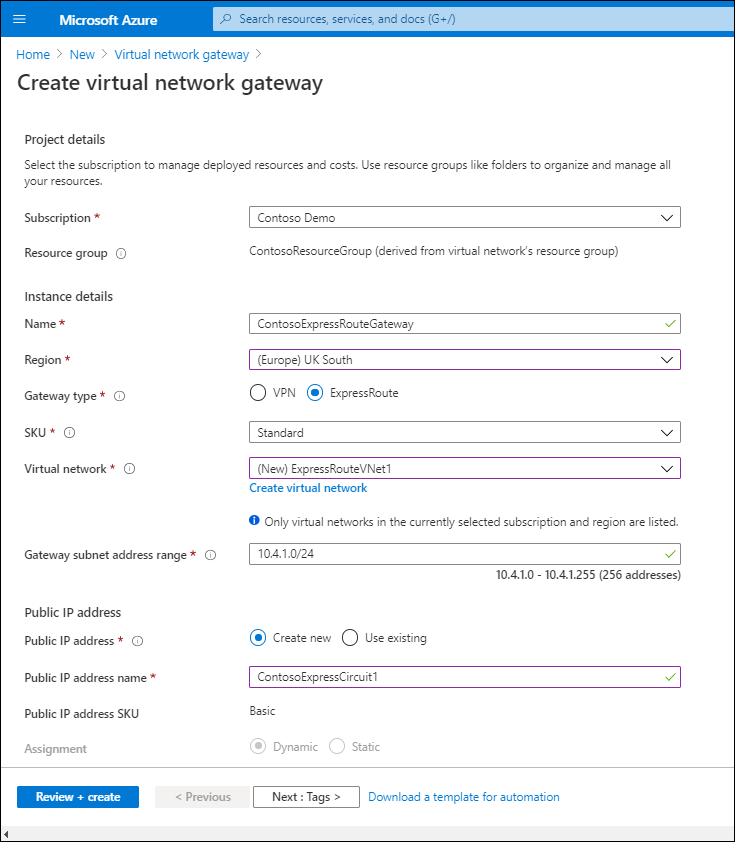 Microsoft Azure
Search resources, services, and docs (G+/)
Home > New > Virtual network gateway >
Create virtual network gateway
Project details
Select the subscription to manage deployed resources and costs. Use resource groups like folders to organize and manage all
your resources.
Subscription * Contoso Demo
Resource group ContosoResourceGroup (derived from virtual network's resource group)
Instance details
Name * ContosoExpressRouteGateway
Region * (Europe) UK South
Gateway type * VPN ExpressRoute
SKU * Standard
Virtual network * (New) ExpressRouteVNet1
Create virtual network
Only virtual networks in the currently selected subscription and region are listed.
Gateway subnet address range * 10.4.1.0/24
10.4.1.0 - 10.4.1.255 (256 addresses)
Public IP address
Public IP address * Create new Use existing
Public IP address name * ContosoExpressCircuit1
Public IP address SKU Basic
Assignment Dynamic Static
Review + create < Previous Next : Tags > Download a template for automation